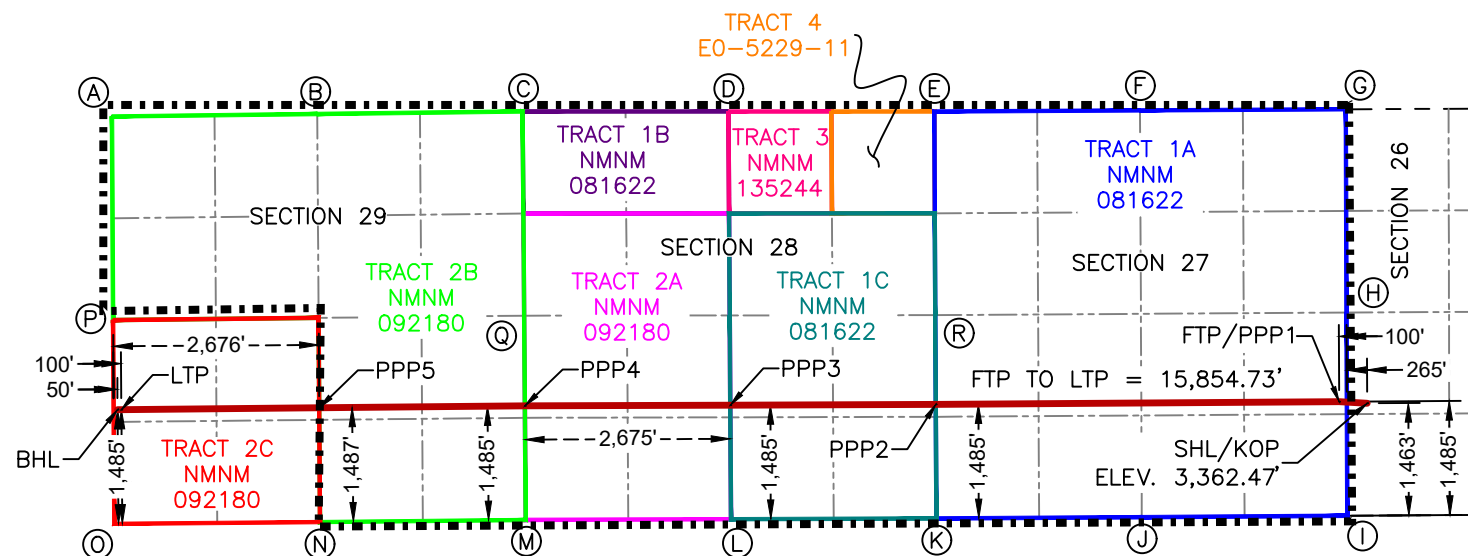 TRACT 4
E0-5229-11
A
B
C
D
E
F
G
TRACT 1B
NMNM
081622
TRACT 3
NMNM
135244
TRACT 1A
NMNM
081622
SECTION 26
SECTION 29
SECTION 28
SECTION 27
TRACT 2B
NMNM
092180
TRACT 2A
NMNM
092180
TRACT 1C
NMNM
081622
H
P
Q
R
2,676'
FTP/PPP1
100'
100'
50'
LTP
PPP5
PPP4
PPP3
265'
FTP TO LTP = 15,854.73'
BHL
TRACT 2C
NMNM
092180
1,485'
1,487'
1,485'
2,675'
1,485'
PPP2
1,485'
SHL/KOP
ELEV. 3,362.47'
1,463'
1,485'
O
N
M
L
K
J
I